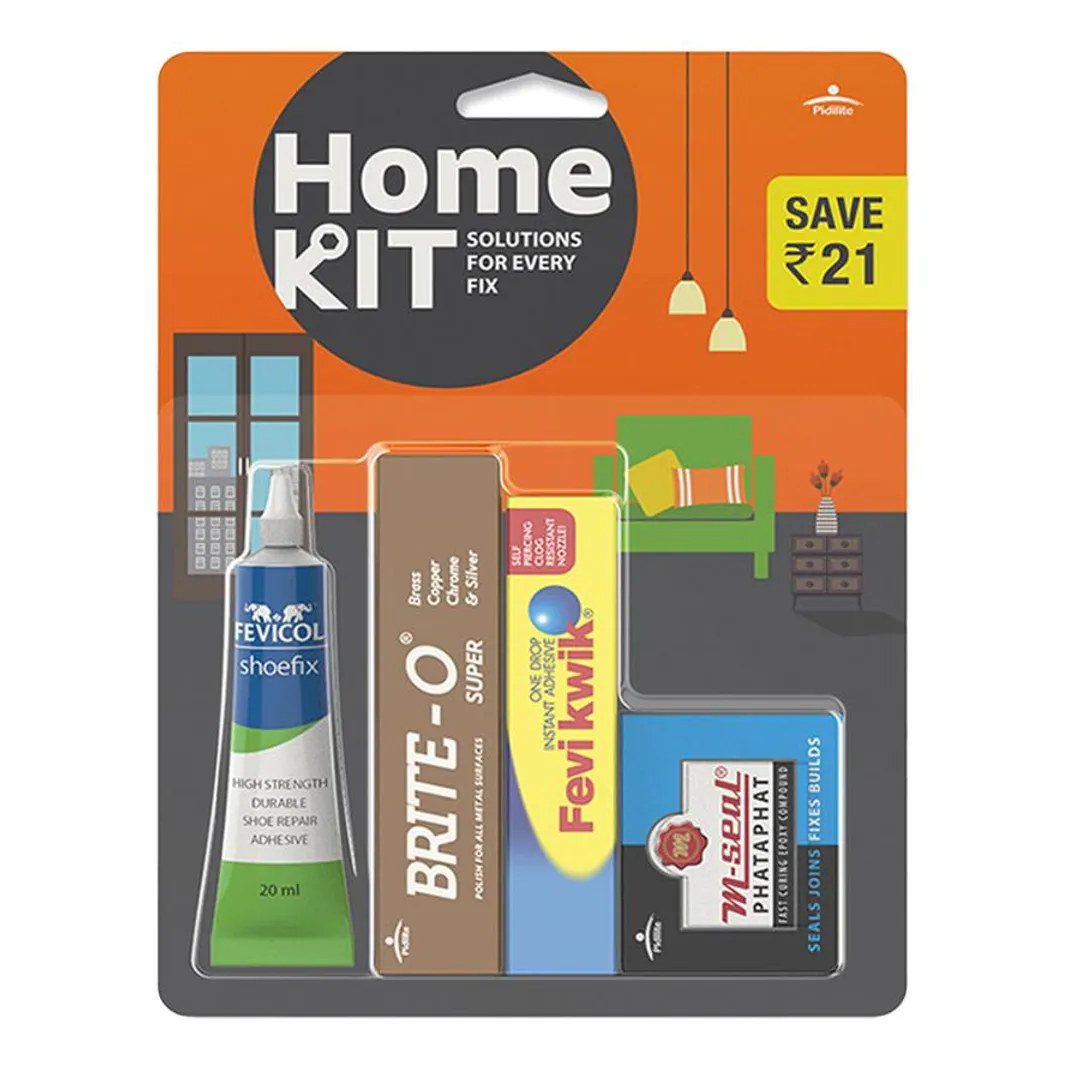 Home
KIT
SOLUTIONS
FOR EVERY
FIX
Pidilite
SAVE
₹21
FEVICOL
shoefix
HIGH STRENGTH
DURABLE
SHOE REPAIR
ADHESIVE
20 ml
BRITE-O®
SUPER
Brass
Copper
Chrome
& Silver
POLISH FOR ALL METAL SURFACES
Pidilite
SELF
PIERCING
CLOG
RESISTANT
NOZZLE!
ONE DROP
INSTANT ADHESIVE
Fevi kwik®
m
M-seal®
PHATAPHAT
FAST CURING EPOXY COMPOUND
SEALS JOINS FIXES BUILDS
Pidilite